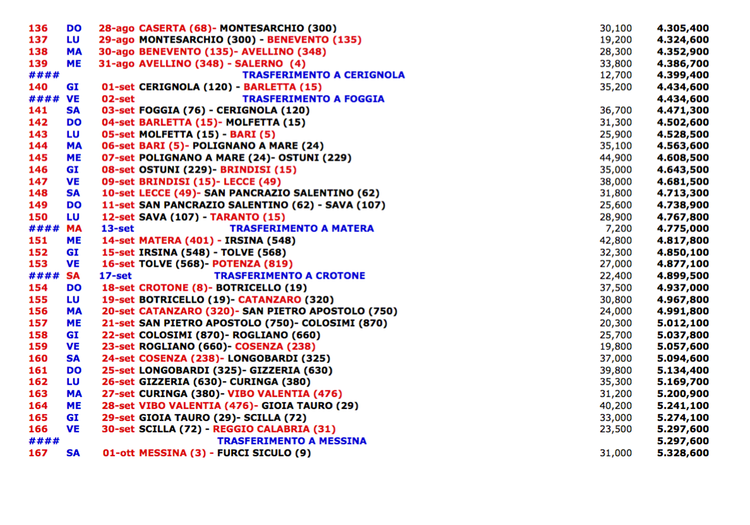 136 DO 28-ago CASERTA (68)- MONTESARCHIO (300) 30,100 4.305,400
137 LU 29-ago MONTESARCHIO (300) - BENEVENTO (135) 19,200 4.324,600
138 MA 30-ago BENEVENTO (135)- AVELLINO (348) 28,300 4.352,900
139 ME 31-ago AVELLINO (348) - SALERNO (4) 33,800 4.386,700
#### TRASFERIMENTO A CERIGNOLA 12,700 4.399,400
140 GI 01-set CERIGNOLA (120) - BARLETTA (15) 35,200 4.434,600
#### VE 02-set TRASFERIMENTO A FOGGIA 4.434,600
141 SA 03-set FOGGIA (76) - CERIGNOLA (120) 36,700 4.471,300
142 DO 04-set BARLETTA (15)- MOLFETTA (15) 31,300 4.502,600
143 LU 05-set MOLFETTA (15) - BARI (5) 25,900 4.528,500
144 MA 06-set BARI (5)- POLIGNANO A MARE (24) 35,100 4.563,600
145 ME 07-set POLIGNANO A MARE (24)- OSTUNI (229) 44,900 4.608,500
146 GI 08-set OSTUNI (229)- BRINDISI (15) 35,000 4.643,500
147 VE 09-set BRINDISI (15)- LECCE (49) 38,000 4.681,500
148 SA 10-set LECCE (49)- SAN PANCRAZIO SALENTINO (62) 31,800 4.713,300
149 DO 11-set SAN PANCRAZIO SALENTINO (62) - SAVA (107) 25,600 4.738,900
150 LU 12-set SAVA (107) - TARANTO (15) 28,900 4.767,800
#### MA 13-set TRASFERIMENTO A MATERA 7,200 4.775,000
151 ME 14-set MATERA (401) - IRSINA (548) 42,800 4.817,800
152 GI 15-set IRSINA (548) - TOLVE (568) 32,300 4.850,100
153 VE 16-set TOLVE (568)- POTENZA (819) 27,000 4.877,100
#### SA 17-set TRASFERIMENTO A CROTONE 22,400 4.899,500
154 DO 18-set CROTONE (8)- BOTRICELLO (19) 37,500 4.937,000
155 LU 19-set BOTRICELLO (19)- CATANZARO (320) 30,800 4.967,800
156 MA 20-set CATANZARO (320)- SAN PIETRO APOSTOLO (750) 24,000 4.991,800
157 ME 21-set SAN PIETRO APOSTOLO (750)- COLOSIMI (870) 20,300 5.012,100
158 GI 22-set COLOSIMI (870)- ROGLIANO (660) 25,700 5.037,800
159 VE 23-set ROGLIANO (660)- COSENZA (238) 19,800 5.057,600
160 SA 24-set COSENZA (238)- LONGOBARDI (325) 37,000 5.094,600
161 DO 25-set LONGOBARDI (325)- GIZZERIA (630) 39,800 5.134,400
162 LU 26-set GIZZERIA (630)- CURINGA (380) 35,300 5.169,700
163 MA 27-set CURINGA (380)- VIBO VALENTIA (476) 31,200 5.200,900
164 ME 28-set VIBO VALENTIA (476)- GIOIA TAURO (29) 40,200 5.241,100
165 GI 29-set GIOIA TAURO (29)- SCILLA (72) 33,000 5.274,100
166 VE 30-set SCILLA (72) - REGGIO CALABRIA (31) 23,500 5.297,600
#### TRASFERIMENTO A MESSINA 5.297,600
167 SA 01-ott MESSINA (3) - FURCI SICULO (9) 31,000 5.328,600